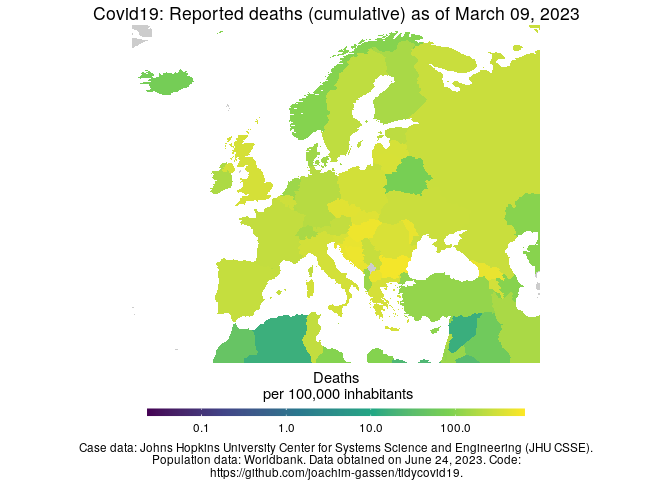 Covid19: Reported deaths (cumulative) as of March 09, 2023
Deaths
per 100,000 inhabitants
0.1 1.0 10.0 100.0
Case data: Johns Hopkins University Center for Systems Science and Engineering (JHU CSSE).
Population data: Worldbank. Data obtained on June 24, 2023. Code:
https://github.com/joachim-gassen/tidycovid19.